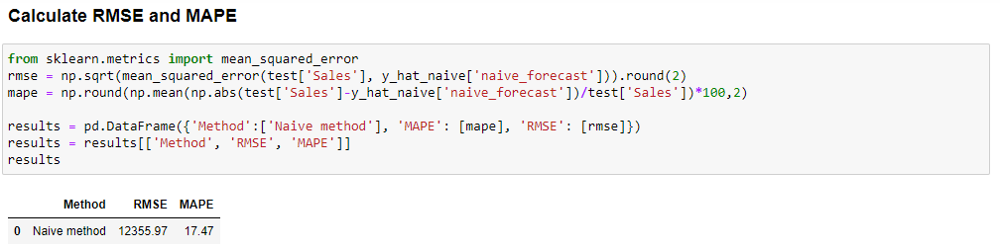 Calculate RMSE and MAPE
from sklearn.metrics import mean_squared_error
rmse = np.sqrt(mean_squared_error(test['Sales'], y_hat_naive['naive_forecast'])).round(2)
mape = np.round(np.mean(np.abs(test['Sales']-y_hat_naive['naive_forecast'])/test['Sales'])*100,2)
results = pd.DataFrame({'Method':['Naive method'], 'MAPE': [mape], 'RMSE': [rmse]})
results = results[['Method', 'RMSE', 'MAPE']]
results
Method RMSE MAPE
0 Naive method 12355.97 17.47